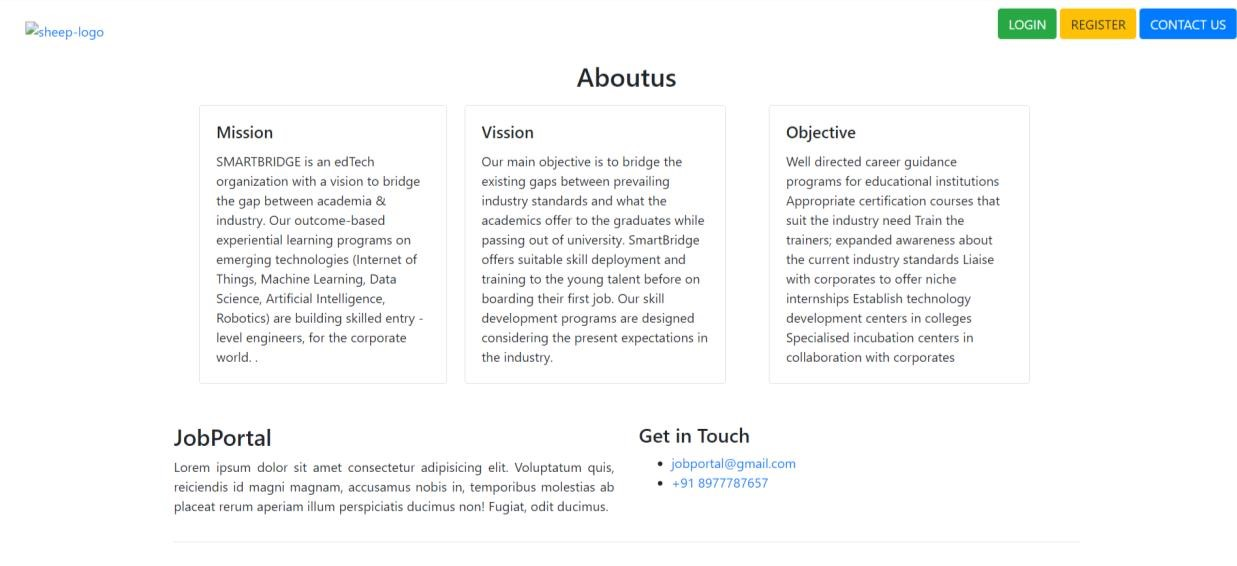 sheep-logo
LOGIN REGISTER CONTACT US
Aboutus
Mission
SMARTBRIDGE is an edTech
organization with a vision to bridge
the gap between academia &
industry. Our outcome-based
experiential learning programs on
emerging technologies (Internet of
Things, Machine Learning, Data
Science, Artificial Intelligence,
Robotics) are building skilled entry -
level engineers, for the corporate
world. .
Vission
Our main objective is to bridge the
existing gaps between prevailing
industry standards and what the
academics offer to the graduates while
passing out of university. SmartBridge
offers suitable skill deployment and
training to the young talent before on
boarding their first job. Our skill
development programs are designed
considering the present expectations in
the industry.
Objective
Well directed career guidance
programs for educational institutions
Appropriate certification courses that
suit the industry need Train the
trainers; expanded awareness about
the current industry standards Liaise
with corporates to offer niche
internships Establish technology
development centers in colleges
Specialised incubation centers in
collaboration with corporates
JobPortal
Lorem ipsum dolor sit amet consectetur adipisicing elit. Voluptatum quis,
reiciendis id magni magnam, accusamus nobis in, temporibus molestias ab
placeat rerum aperiam illum perspiciatis ducimus non! Fugiat, odit ducimus.
Get in Touch
• jobportal@gmail.com
• +91 8977787657